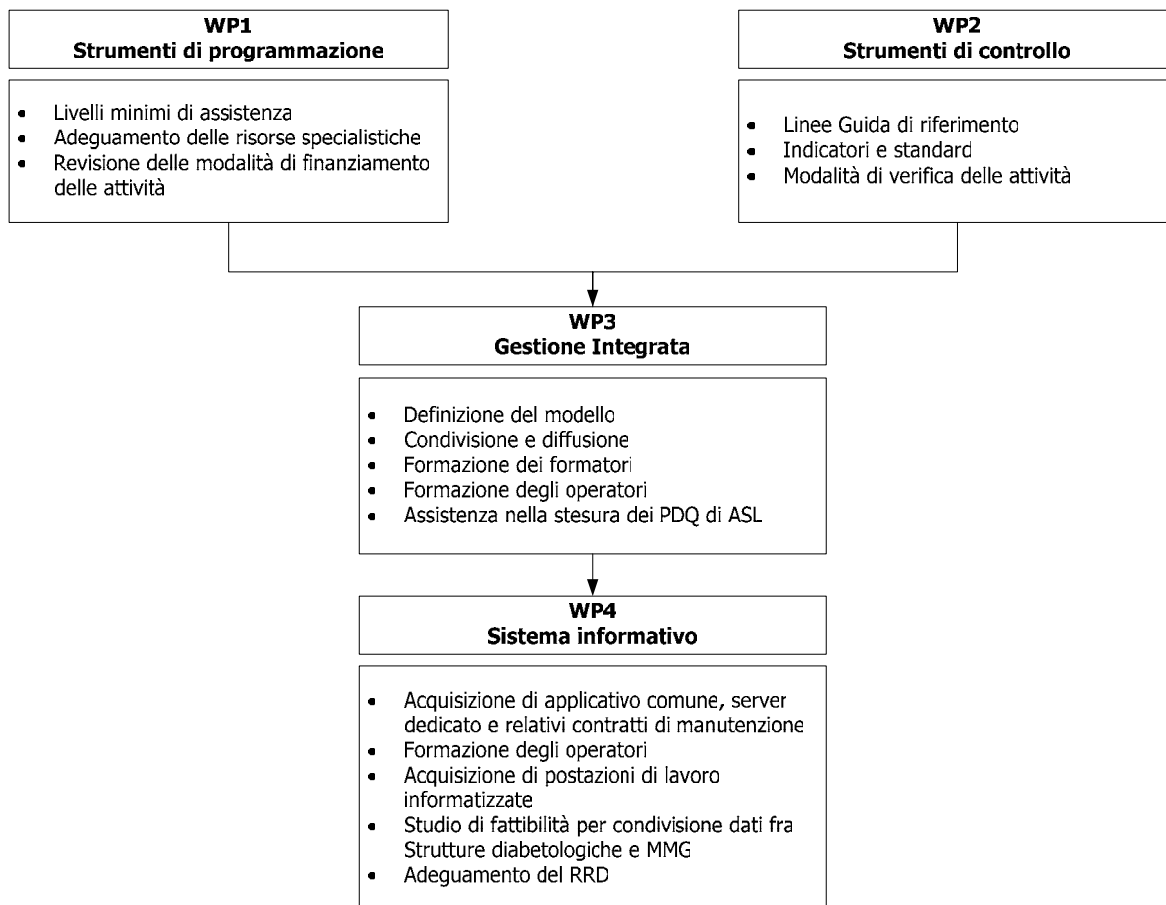 WP1
Strumenti di programmazione
• Livelli minimi di assistenza
• Adeguamento delle risorse specialistiche
• Revisione delle modalità di finanziamento
delle attività
WP2
Strumenti di controllo
• Linee Guida di riferimento
• Indicatori e standard
• Modalità di verifica delle attività
WP3
Gestione Integrata
• Definizione del modello
• Condivisione e diffusione
• Formazione dei formatori
• Formazione degli operatori
• Assistenza nella stesura dei PDQ di ASL
WP4
Sistema informativo
• Acquisizione di applicativo comune, server
dedicato e relativi contratti di manutenzione
• Formazione degli operatori
• Acquisizione di postazioni di lavoro
informatizzate
• Studio di fattibilità per condivisione dati fra
Strutture diabetologiche e MMG
• Adeguamento del RRD